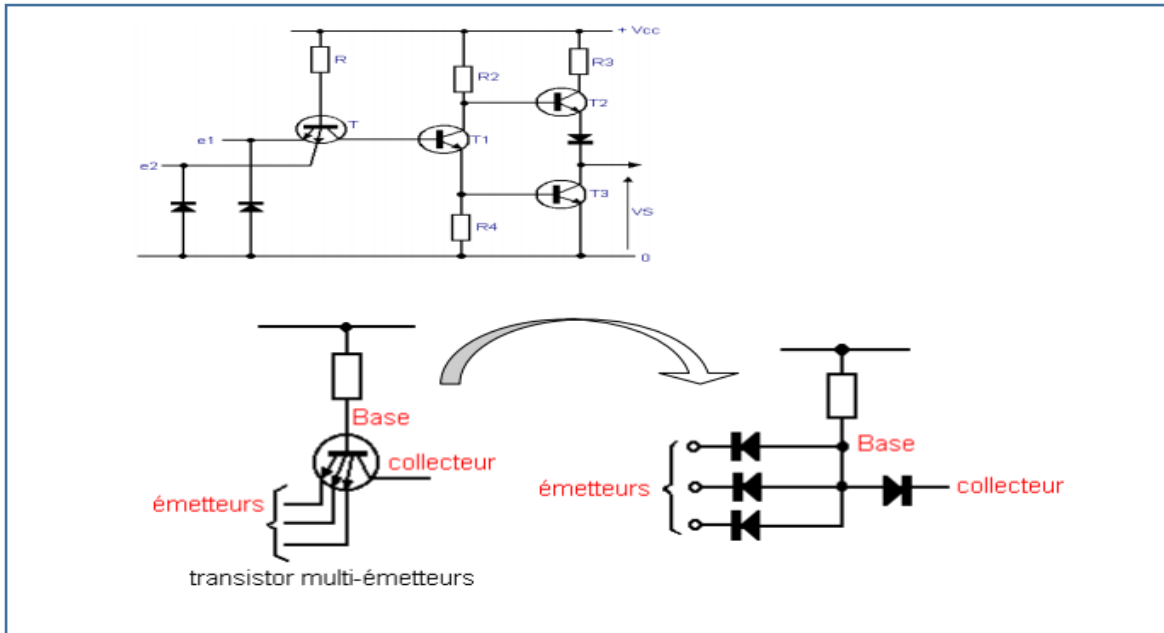 + Vcc
R
R2
R3
T2
T
e1
T1
e2
T3
VS
R4
0
Base
collecteur
émetteurs
transistor multi-émetteurs
Base
émetteurs
collecteur